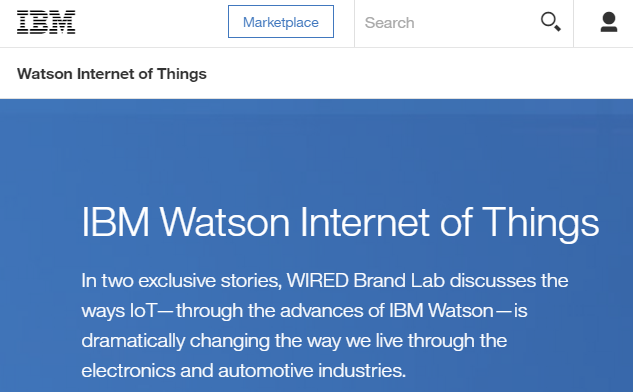 IBM
Marketplace
Search
Watson Internet of Things
IBM Watson Internet of Things
In two exclusive stories, WIRED Brand Lab discusses the
ways IoT—through the advances of IBM Watson—is
dramatically changing the way we live through the
electronics and automotive industries.